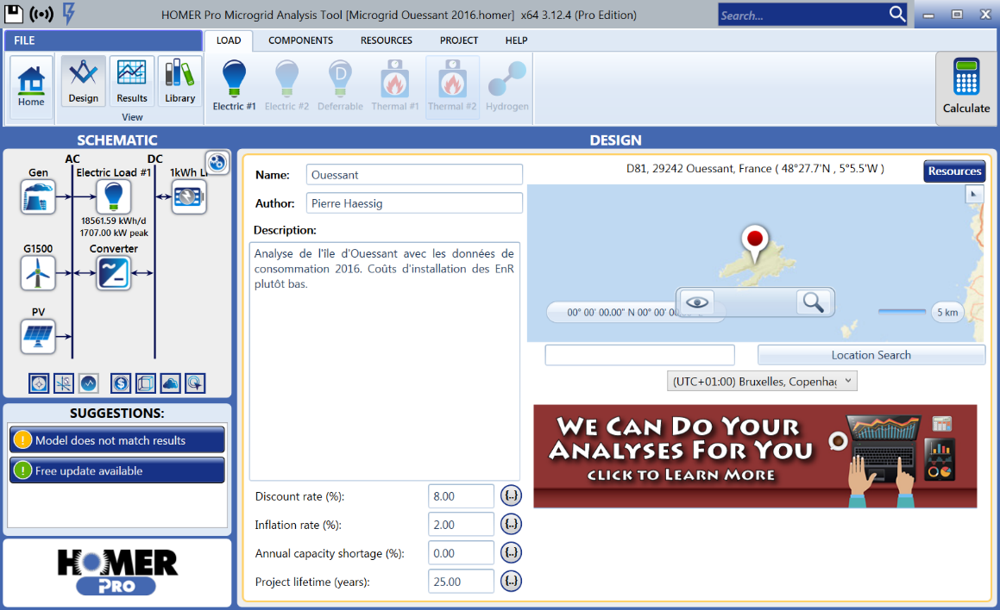 HOMER Pro Microgrid Analysis Tool [Microgrid Ouessant 2016.homer] x64 3.12.4 (Pro Edition)
Search...
FILE
LOAD
COMPONENTS
RESOURCES
PROJECT
HELP
Home
Design
Results
Library
View
Electric #1
Electric #2
Deferrable
Thermal #1
Thermal #2
Hydrogen
Calculate
SCHEMATIC
AC
DC
Gen
Electric Load #1
1kWh
18561.59 kWh/d
1707.00 kW peak
G1500
Converter
PV
SUGGESTIONS:
Model does not match results
Free update available
HOMER
PRO
DESIGN
Name:
Ouessant
Author:
Pierre Haessig
Description:
Analyse de l'île d'Ouessant avec les données de
consommation 2016. Coûts d'installation des EnR
plutôt bas.
Discount rate (%):
8.00
{..}
Inflation rate (%):
2.00
{..}
Annual capacity shortage (%):
0.00
{..}
Project lifetime (years):
25.00
{..}
D81, 29242 Ouessant, France ( 48°27.7'N , 5°5.5'W )
Resources
00° 00' 00.00" N 00° 00'
5 km
Location Search
(UTC+01:00) Bruxelles,
WE CAN DO YOUR
ANALYSES FOR YOU
CLICK TO LEARN MORE